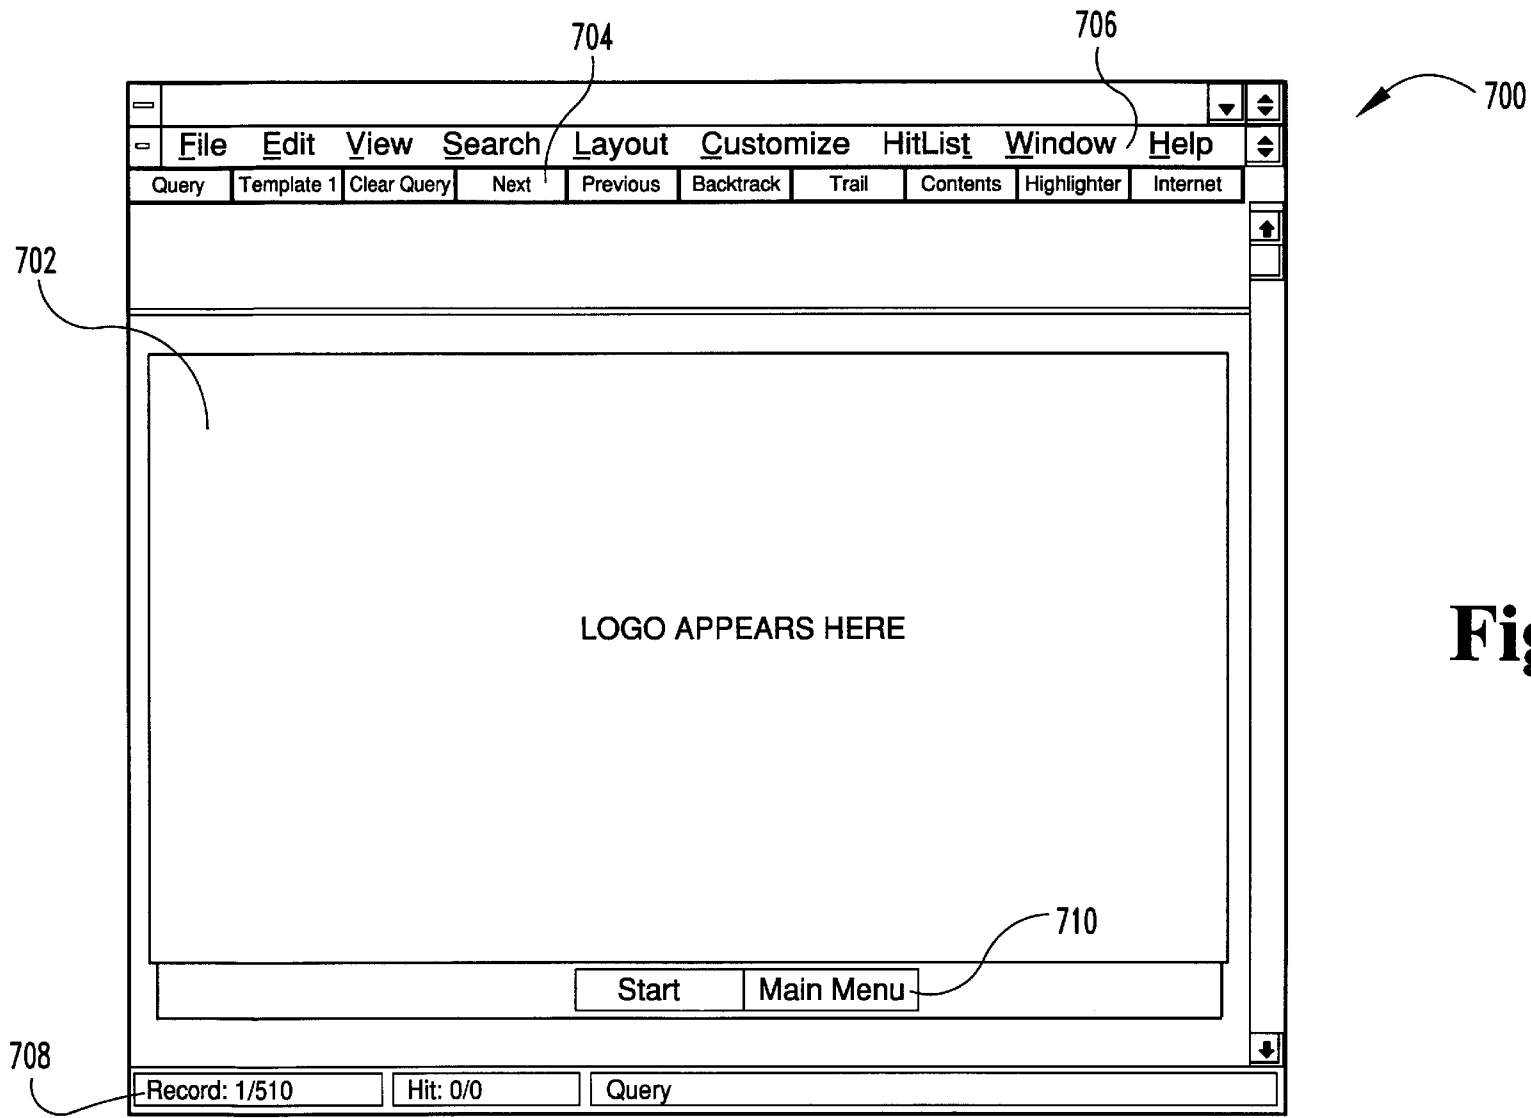 704
706
700
File Edit View Search Layout Customize HitList Window Help
Query Template 1 Clear Query Next Previous Backtrack Trail Contents Highlighter Internet
702
LOGO APPEARS HERE
Fig
710
Start Main Menu
708
Record: 1/510 Hit: 0/0 Query